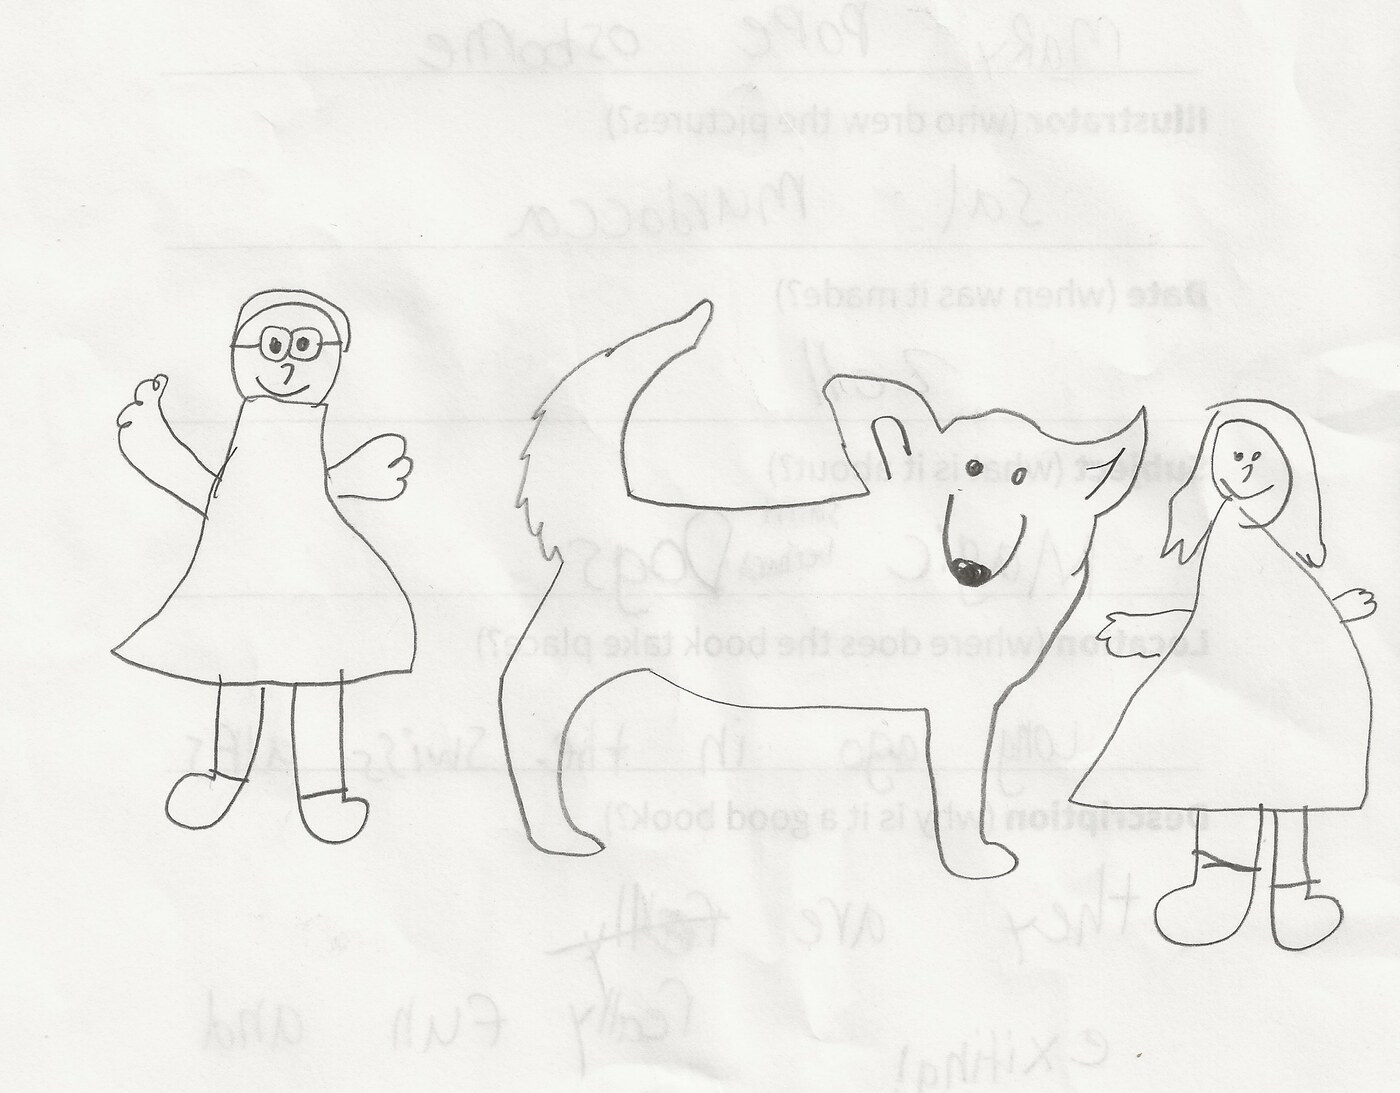 MaRy Pope osborne
Illustrator (who drew the pictures?)
Sal Murdocca
Date (when was it made?)
Subject (what is it about?)
Magic Dogs
Location (where does the book take place?)
Long ago in the Swiss alps
Description (why is it a good book?)
they are
really Fun and
exiting!